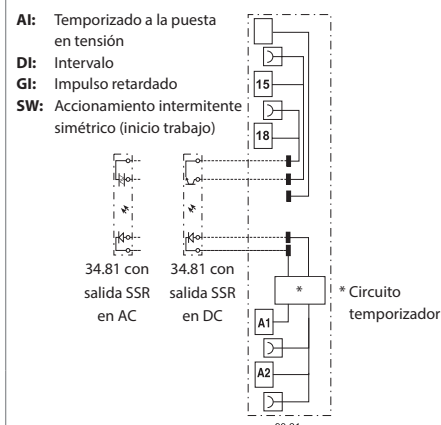 AI: Temporizado a la puesta
en tensión
DI: Intervalo
GI: Impulso retardado
SW: Accionamiento intermitente
simétrico (inicio trabajo)
15
18
34.81 con
salida SSR
en AC
34.81 con
salida SSR
en DC
*
* Circuito
temporizador
A1
A2